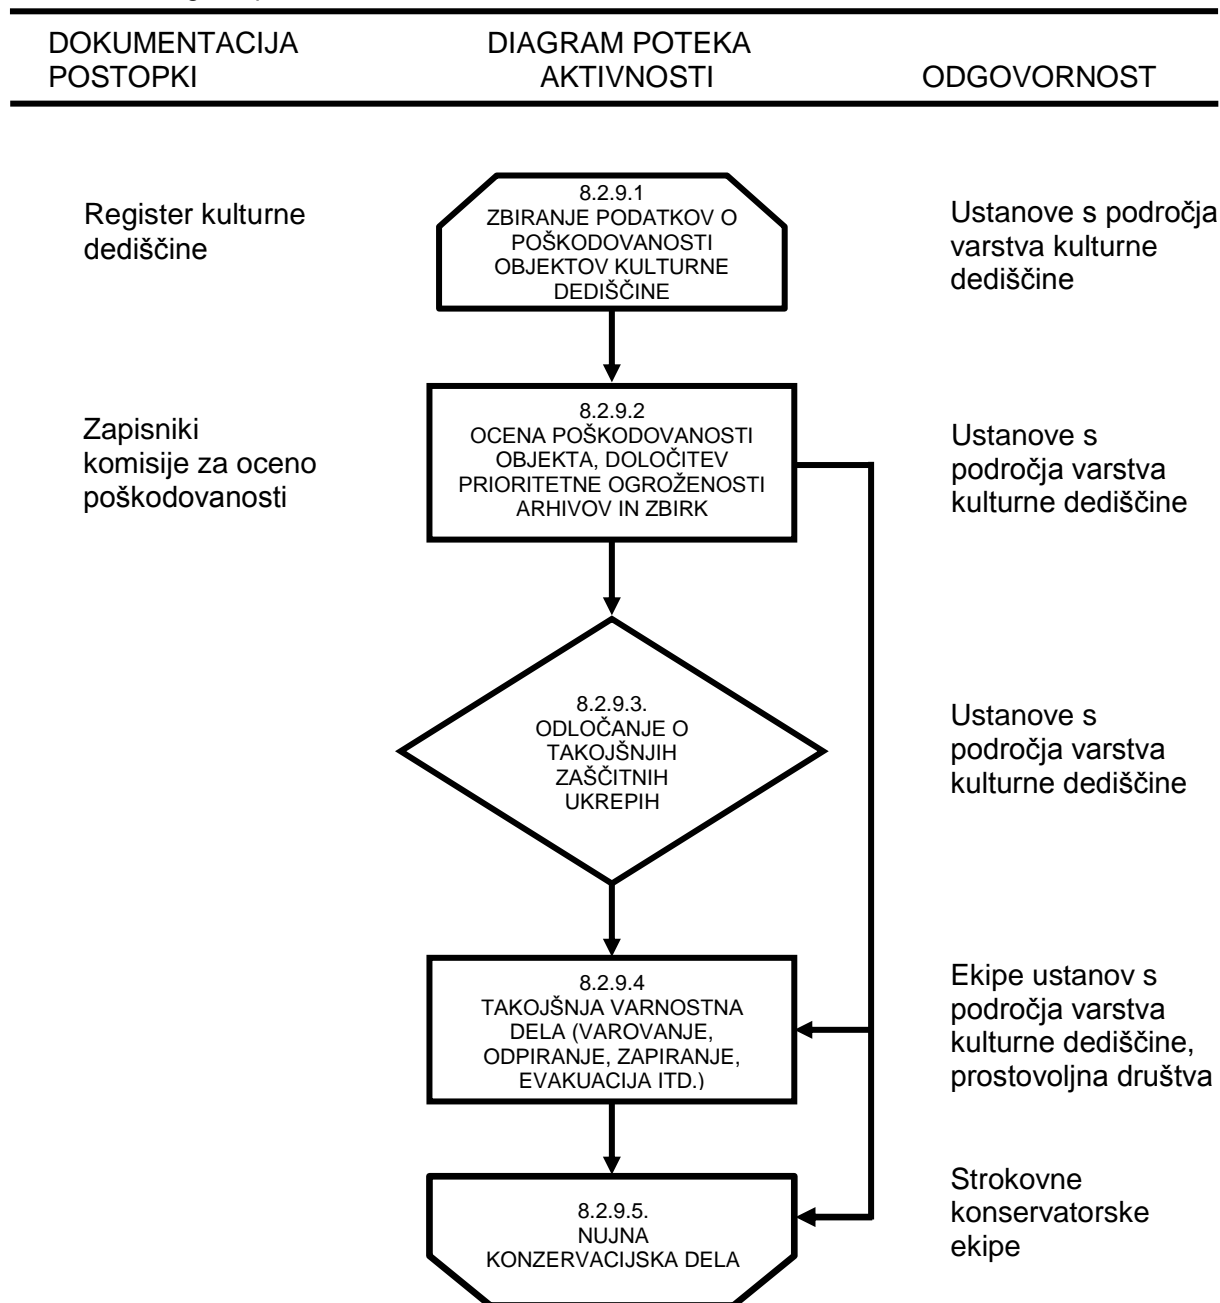 DOKUMENTACIJA
POSTOPKI
DIAGRAM POTEKA
AKTIVNOSTI
ODGOVORNOST
Register kulturne
dediščine
8.2.9.1
ZBIRANJE PODATKOV O
POŠKODOVANOSTI
OBJEKTOV KULTURNE
DEDIŠČINE
Ustanove s področja
varstva kulturne
dediščine
Zapisniki
komisije za oceno
poškodovanosti
8.2.9.2
OCENA POŠKODOVANOSTI
OBJEKTA, DOLOČITEV
PRIORITETNE OGROŽENOSTI
ARHIVOV IN ZBIRK
Ustanove s
področja varstva
kulturne dediščine
8.2.9.3.
ODLOČANJE O
TAKOJŠNJIH
ZAŠČITNIH
UKREPIH
Ustanove s
področja varstva
kulturne dediščine
8.2.9.4
TAKOJŠNJA VARNOSTNA
DELA (VAROVANJE,
ODPIRANJE, ZAPIRANJE,
EVAKUACIJA ITD.)
Ekipe ustanov s
področja varstva
kulturne dediščine,
prostovoljna društva
8.2.9.5.
NUJNA
KONZERVACIJSKA DELA
Strokovne
konservatorske
ekipe